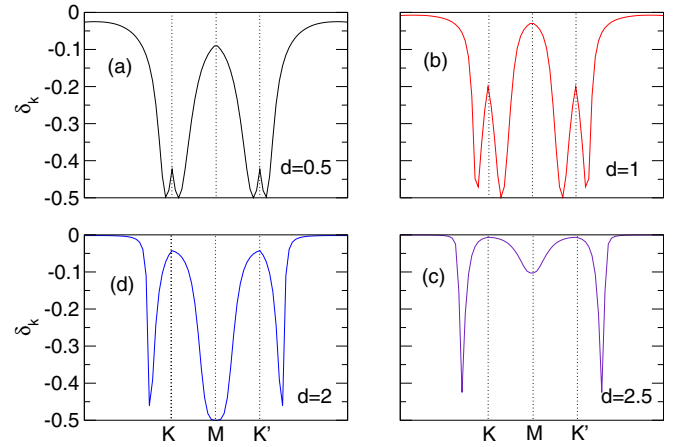 0
-0.1
-0.2
-0.3
-0.4
-0.5
δk
(a)
d=0.5
(b)
d=1
0
-0.1
-0.2
-0.3
-0.4
-0.5
δk
(d)
d=2
K
M
K'
(c)
d=2.5
K
M
K'